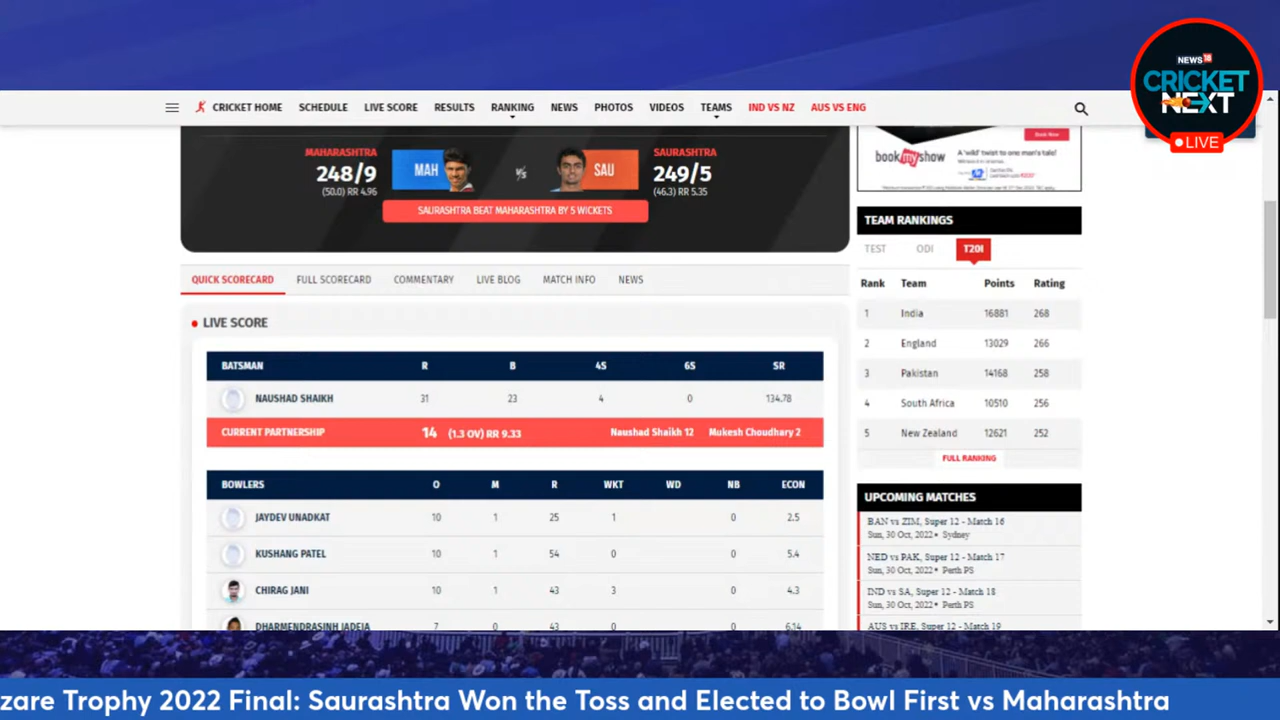 NEWS18
CRICKET
NEXT
LIVE
CRICKET HOME SCHEDULE LIVE SCORE RESULTS RANKING NEWS PHOTOS VIDEOS TEAMS IND VS NZ AUS VS ENG
MAHARASHTRA
248/9
(50.0) RR 4.96
MAH
V/S
SAU
SAURASHTRA
249/5
(46.3) RR 5.35
SAURASHTRA BEAT MAHARASHTRA BY 5 WICKETS
Book Now
bookmyshow
A 'wild' twist to one man's tale!
QUICK SCORECARD FULL SCORECARD COMMENTARY LIVE BLOG MATCH INFO NEWS
LIVE SCORE
BATSMAN R B 4S 6S SR
NAUSHAD SHAIKH 31 23 4 0 134.78
CURRENT PARTNERSHIP 14 (1.3 OV) RR 9.33 Naushad Shaikh 12 Mukesh Choudhary 2
BOWLERS O M R WKT WD NB ECON
JAYDEV UNADKAT 10 1 25 1 0 2.5
KUSHANG PATEL 10 1 54 0 0 5.4
CHIRAG JANI 10 1 43 3 0 4.3
DHARMENDRASINH JADEJA 7 0 43 0 0 6.14
TEAM RANKINGS
TEST ODI T20I
Rank Team Points Rating
1 India 16881 268
2 England 13029 266
3 Pakistan 14168 258
4 South Africa 10510 256
5 New Zealand 12621 252
FULL RANKING
UPCOMING MATCHES
BAN vs ZIM, Super 12 - Match 16
Sun, 30 Oct, 2022• Sydney
NED vs PAK, Super 12 - Match 17
Sun, 30 Oct, 2022• Perth PS
IND vs SA, Super 12 - Match 18
Sun, 30 Oct, 2022• Perth PS
AUS vs IRE, Super 12 - Match 19
zare Trophy 2022 Final: Saurashtra Won the Toss and Elected to Bowl First vs Maharashtra